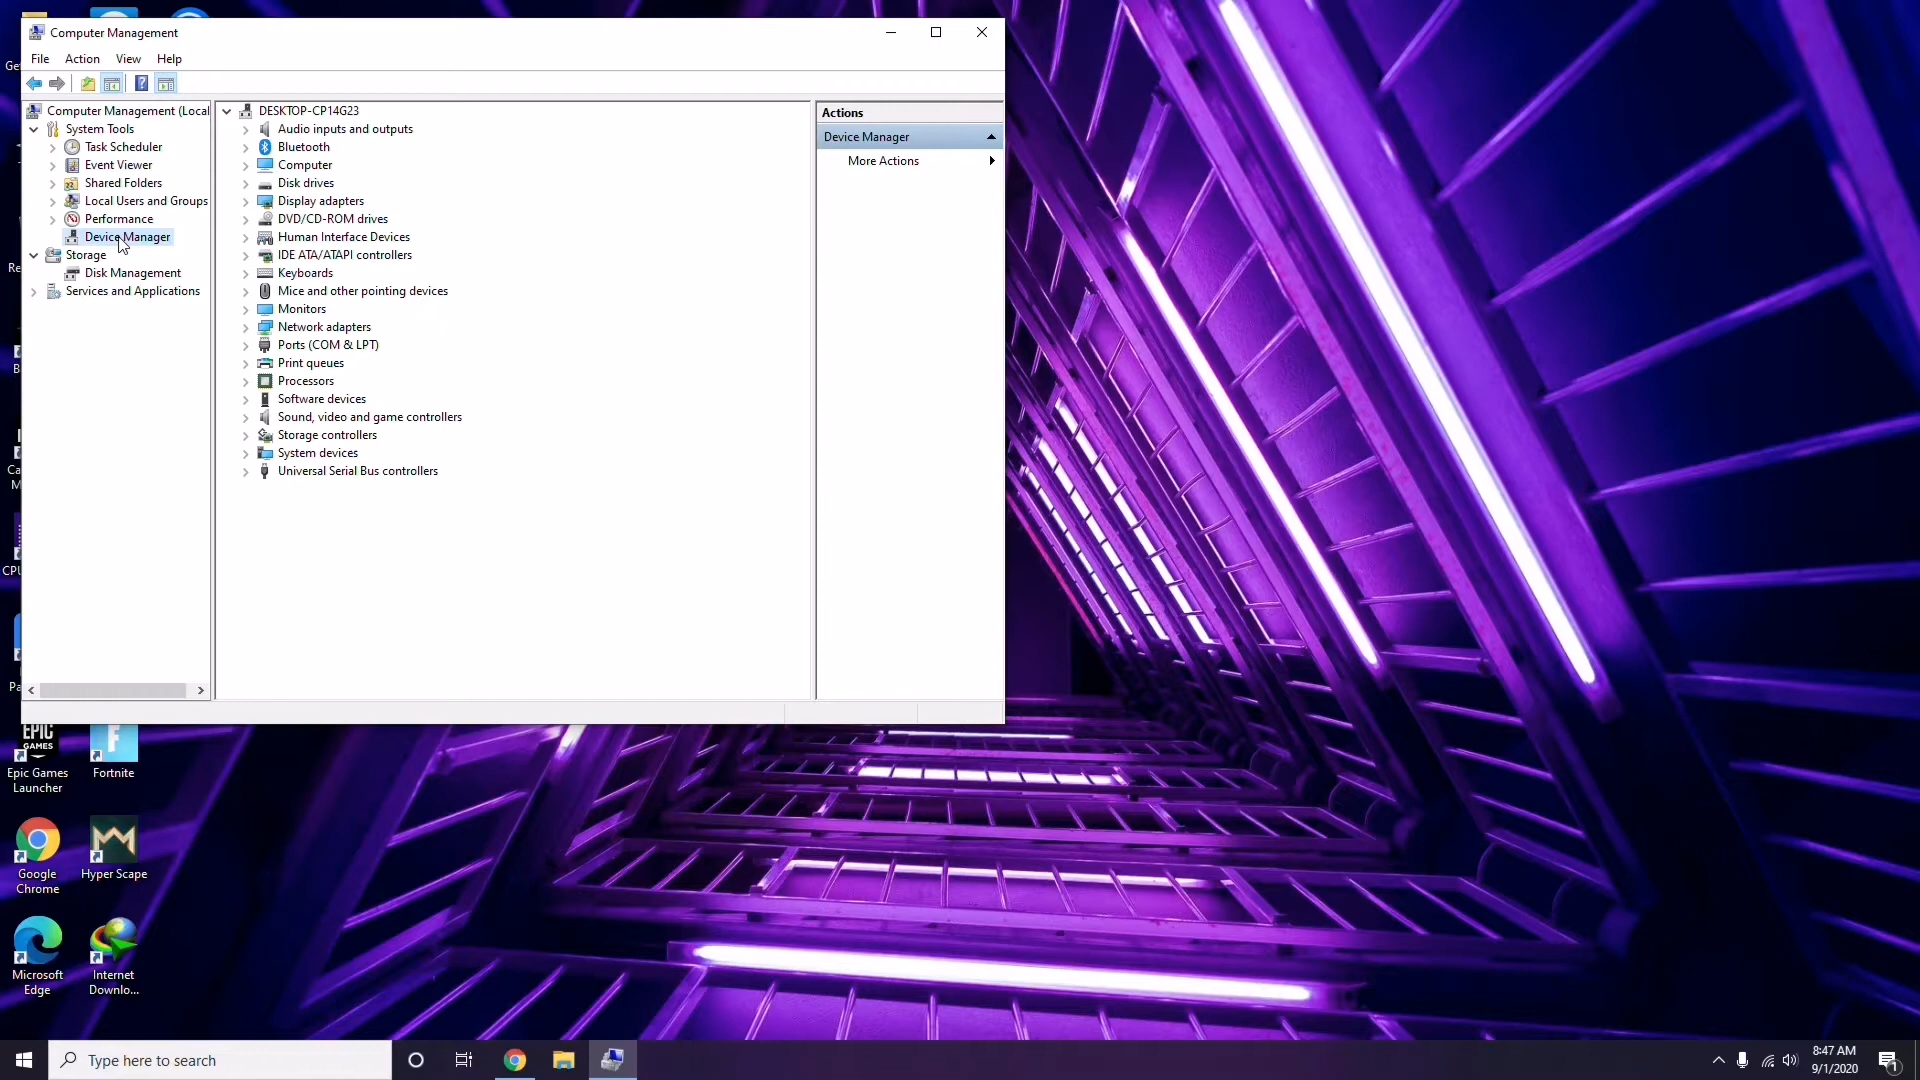 Computer Management
File Action View Help
Computer Management (Local
System Tools
Task Scheduler
Event Viewer
Shared Folders
Local Users and Groups
Performance
Device Manager
Storage
Disk Management
Services and Applications
DESKTOP-CP14G23
Audio inputs and outputs
Bluetooth
Computer
Disk drives
Display adapters
DVD/CD-ROM drives
Human Interface Devices
IDE ATA/ATAPI controllers
Keyboards
Mice and other pointing devices
Monitors
Network adapters
Ports (COM & LPT)
Print queues
Processors
Software devices
Sound, video and game controllers
Storage controllers
System devices
Universal Serial Bus controllers
Actions
Device Manager
More Actions
EPIC
GAMES
Epic Games
Launcher
F
Fortnite
Google
Chrome
Hyper Scape
Microsoft
Edge
Internet
Downlo...
Type here to search
8:47 AM
9/1/2020
1